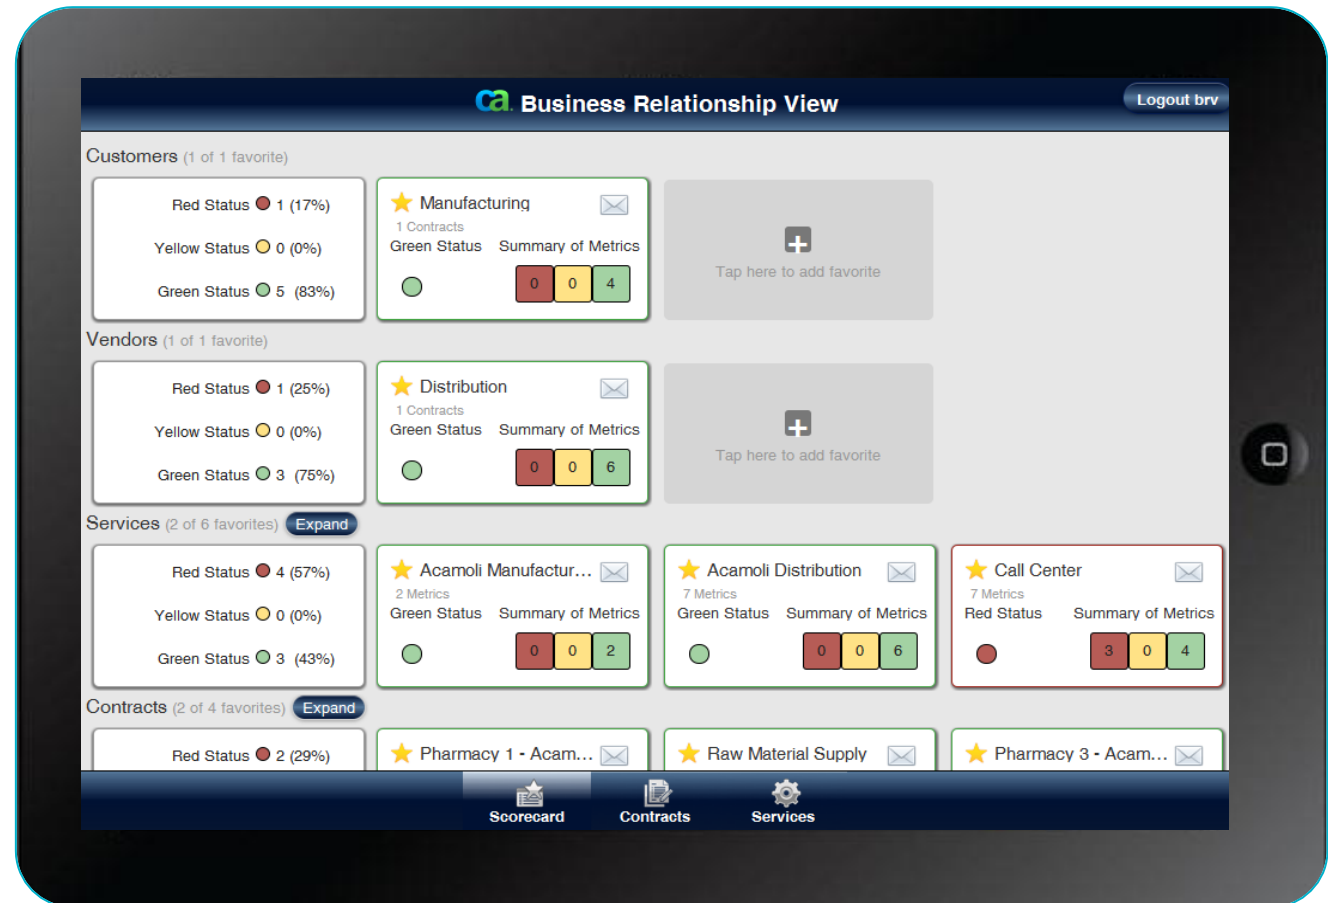 ca. Business Relationship View
Logout brv
Customers (1 of 1 favorite)
Red Status 1 (17%)
Yellow Status 0 (0%)
Green Status 5 (83%)
Manufacturing
1 Contracts
Green Status Summary of Metrics
0 0 4
Tap here to add favorite
Vendors (1 of 1 favorite)
Red Status 1 (25%)
Yellow Status 0 (0%)
Green Status 3 (75%)
Distribution
1 Contracts
Green Status Summary of Metrics
0 0 6
Tap here to add favorite
Services (2 of 6 favorites) Expand
Red Status 4 (57%)
Yellow Status 0 (0%)
Green Status 3 (43%)
Acamoli Manufactur...
2 Metrics
Green Status Summary of Metrics
0 0 2
Acamoli Distribution
7 Metrics
Green Status Summary of Metrics
0 0 6
Call Center
7 Metrics
Red Status Summary of Metrics
3 0 4
Contracts (2 of 4 favorites) Expand
Red Status 2 (29%)
Pharmacy 1 - Acam...
Raw Material Supply
Pharmacy 3 - Acam...
Scorecard
Contracts
Services